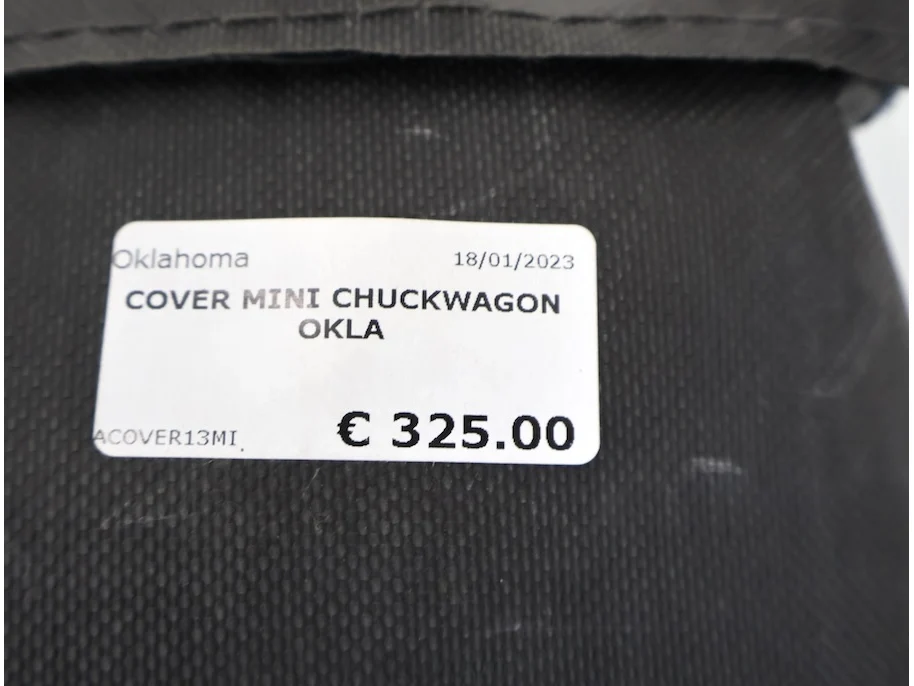 Oklahoma 18/01/2023
COVER MINI CHUCKWAGON
OKLA
ACOVER13MI. € 325.00